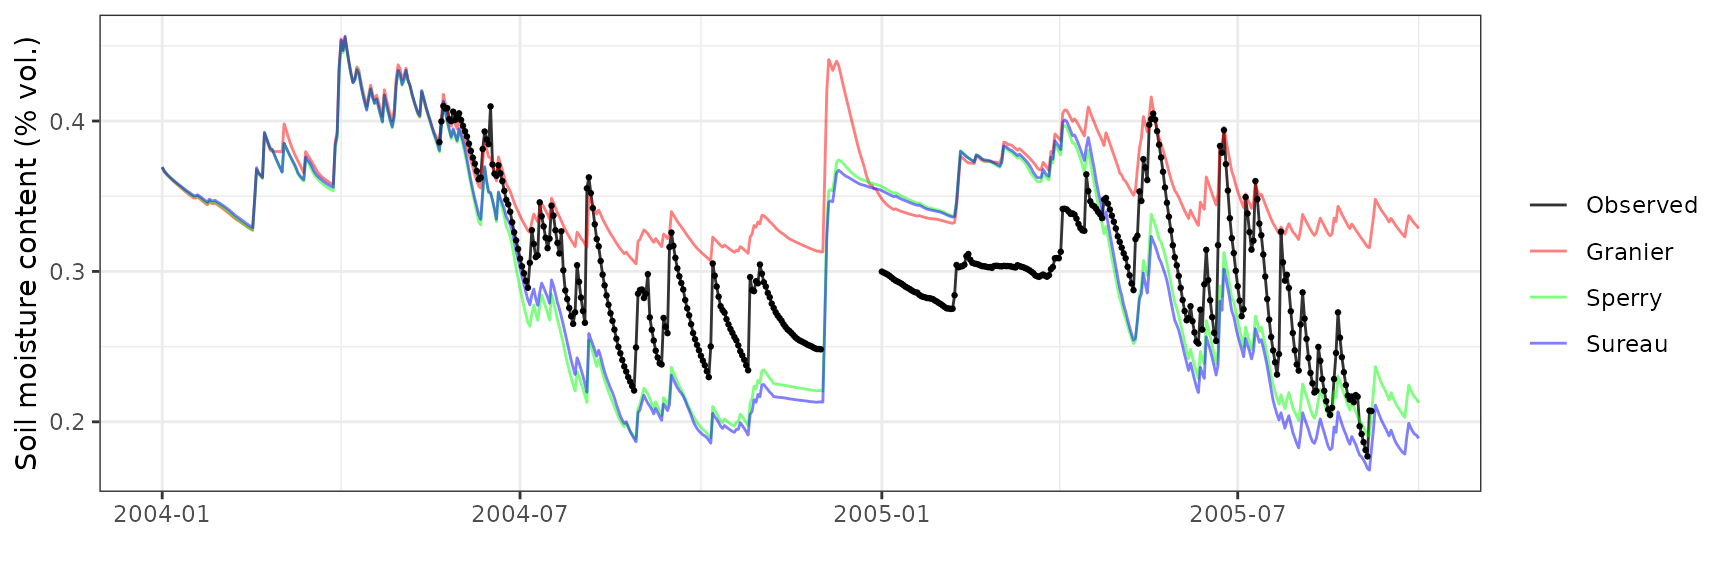 Soil moisture content (% vol.)
0.4
0.3
0.2
2004-01
2004-07
2005-01
2005-07
Observed
Granier
Sperry
Sureau